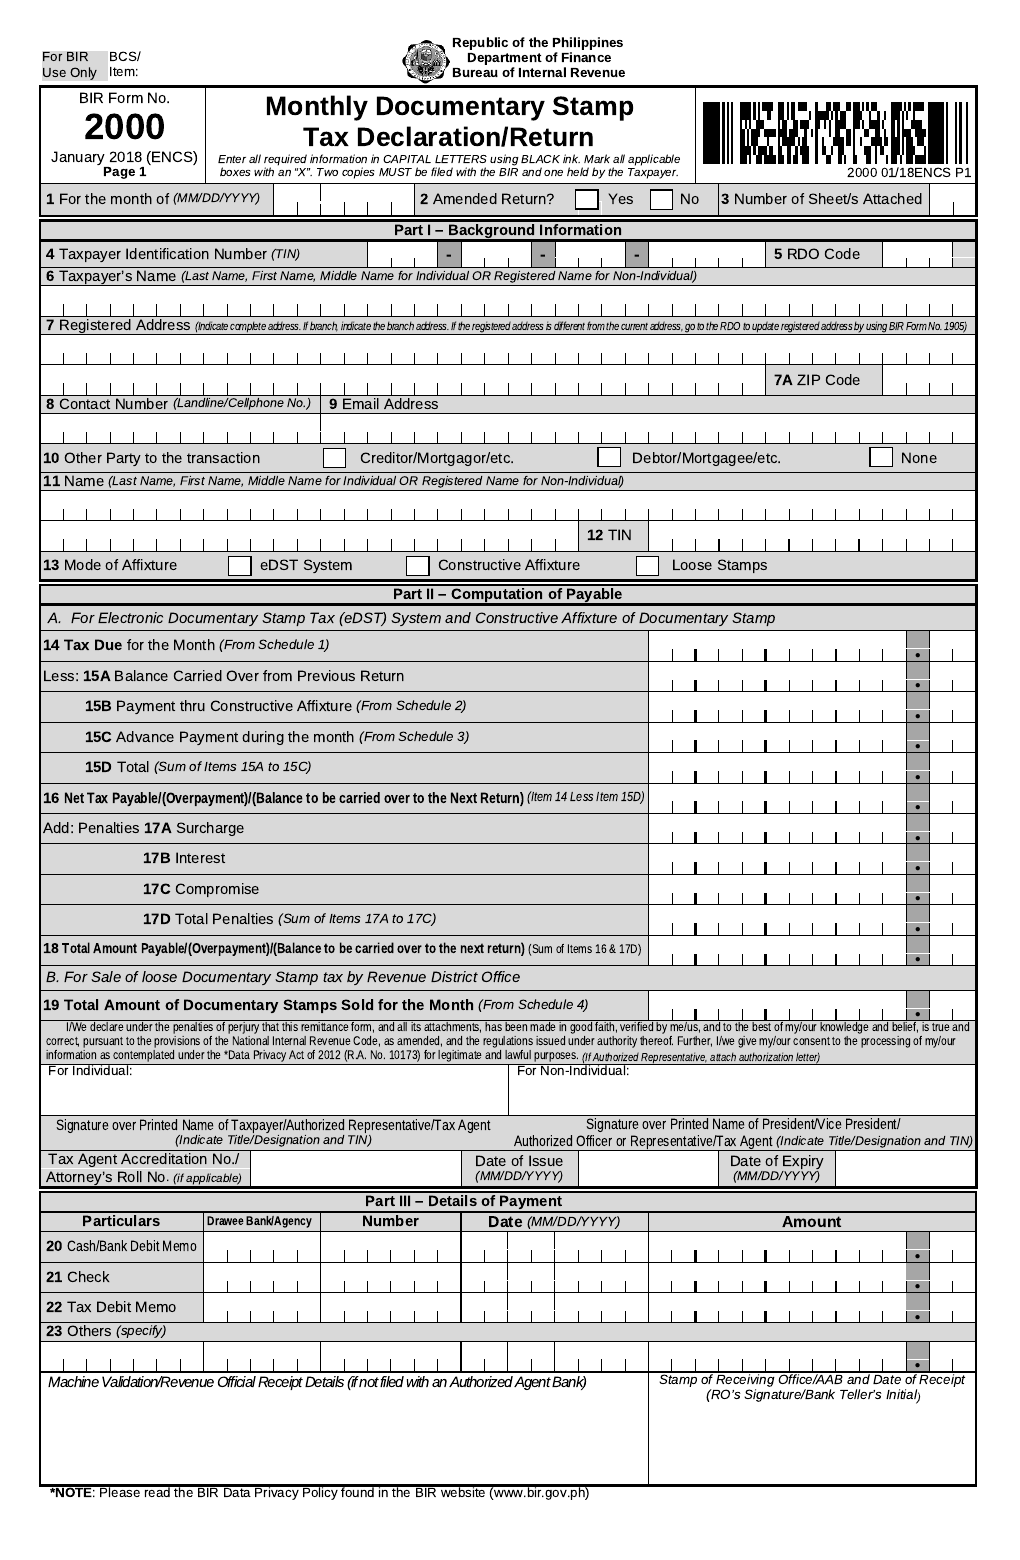 For BIR BCS/
Use Only Item:
Republic of the Philippines
Department of Finance
Bureau of Internal Revenue
BIR Form No.
2000
January 2018 (ENCS)
Page 1
Monthly Documentary Stamp
Tax Declaration/Return
Enter all required information in CAPITAL LETTERS using BLACK ink. Mark all applicable
boxes with an “X”. Two copies MUST be filed with the BIR and one held by the Taxpayer.
2000 01/18ENCS P1
1 For the month of (MM/DD/YYYY) 2 Amended Return? Yes No 3 Number of Sheet/s Attached
Part I – Background Information
4 Taxpayer Identification Number (TIN) - - - 5 RDO Code
6 Taxpayer's Name (Last Name, First Name, Middle Name for Individual OR Registered Name for Non-Individual)
7 Registered Address (Indicate complete address. If branch, indicate the branch address. If the registered address is different from the current address, go to the RDO to update registered address by using BIR Form No. 1905)
7A ZIP Code
8 Contact Number (Landline/Cellphone No.) 9 Email Address
10 Other Party to the transaction Creditor/Mortgagor/etc. Debtor/Mortgagee/etc. None
11 Name (Last Name, First Name, Middle Name for Individual OR Registered Name for Non-Individual)
12 TIN
13 Mode of Affixture eDST System Constructive Affixture Loose Stamps
Part II – Computation of Payable
A. For Electronic Documentary Stamp Tax (eDST) System and Constructive Affixture of Documentary Stamp
14 Tax Due for the Month (From Schedule 1)
Less: 15A Balance Carried Over from Previous Return
15B Payment thru Constructive Affixture (From Schedule 2)
15C Advance Payment during the month (From Schedule 3)
15D Total (Sum of Items 15A to 15C)
16 Net Tax Payable/(Overpayment)/(Balance to be carried over to the Next Return) (Item 14 Less Item 15D)
Add: Penalties 17A Surcharge
17B Interest
17C Compromise
17D Total Penalties (Sum of Items 17A to 17C)
18 Total Amount Payable/(Overpayment)/(Balance to be carried over to the next return) (Sum of Items 16 & 17D)
B. For Sale of loose Documentary Stamp tax by Revenue District Office
19 Total Amount of Documentary Stamps Sold for the Month (From Schedule 4)
I/We declare under the penalties of perjury that this remittance form, and all its attachments, has been made in good faith, verified by me/us, and to the best of my/our knowledge and belief, is true and
correct, pursuant to the provisions of the National Internal Revenue Code, as amended, and the regulations issued under authority thereof. Further, I/we give my/our consent to the processing of my/our
information as contemplated under the *Data Privacy Act of 2012 (R.A. No. 10173) for legitimate and lawful purposes. (If Authorized Representative, attach authorization letter)
For Individual: For Non-Individual:
Signature over Printed Name of Taxpayer/Authorized Representative/Tax Agent
(Indicate Title/Designation and TIN)
Signature over Printed Name of President/Vice President/
Authorized Officer or Representative/Tax Agent (Indicate Title/Designation and TIN)
Tax Agent Accreditation No./
Attorney's Roll No. (if applicable)
Date of Issue
(MM/DD/YYYY)
Date of Expiry
(MM/DD/YYYY)
Part III – Details of Payment
Particulars Drawee Bank/Agency Number Date (MM/DD/YYYY) Amount
20 Cash/Bank Debit Memo
21 Check
22 Tax Debit Memo
23 Others (specify)
Machine Validation/Revenue Official Receipt Details (if not filed with an Authorized Agent Bank)
Stamp of Receiving Office/AAB and Date of Receipt
(RO's Signature/Bank Teller's Initial)
*NOTE: Please read the BIR Data Privacy Policy found in the BIR website (www.bir.gov.ph)